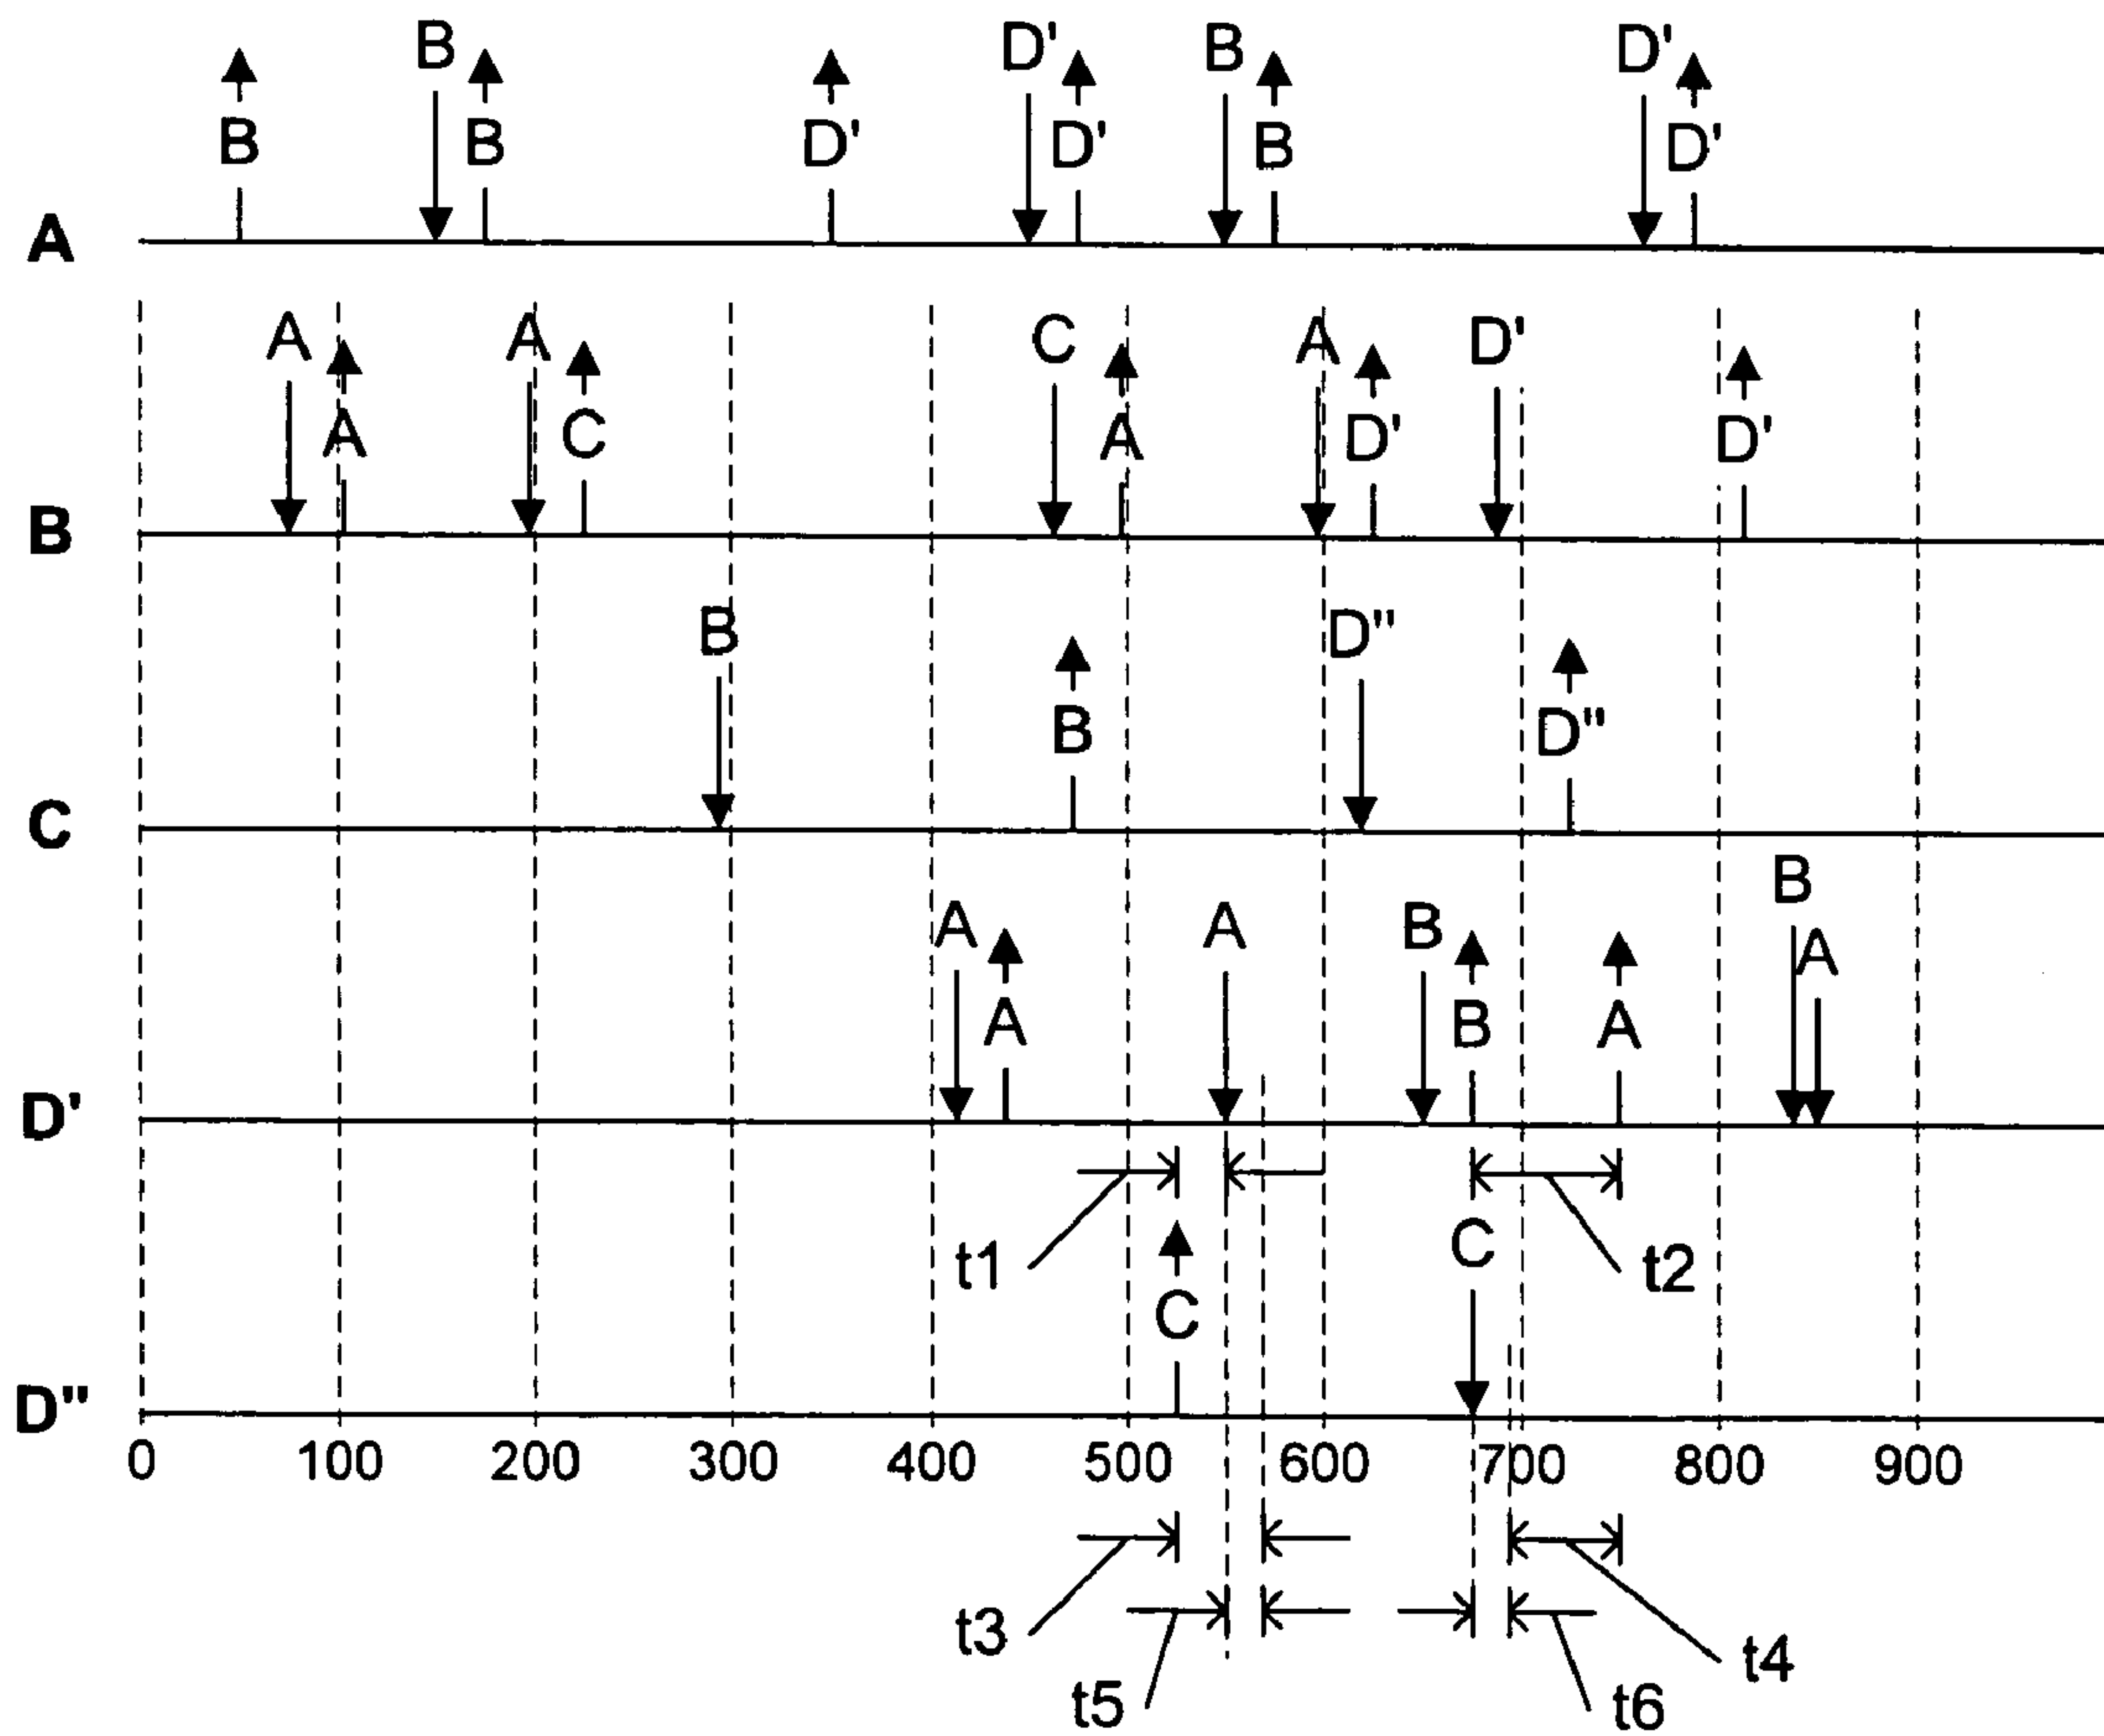 B D' B D'
B B D' D' B D'
A
A A C A D'
A C A D' D'
B
B D"
B D"
C
B
A A B A
A B A
D'
C
t1 t2
C
D"
0 100 200 300 400 500 600 700 800 900
t3 t4
t5 t6